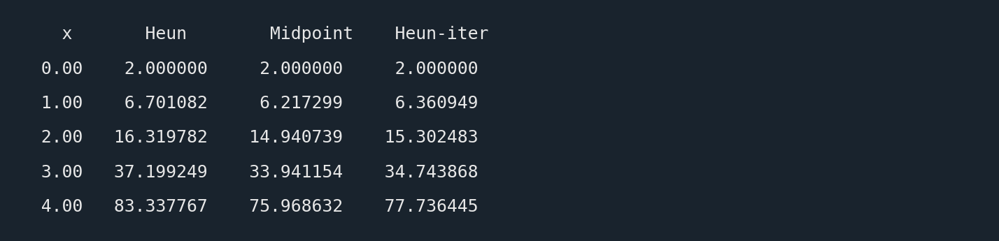 x Heun Midpoint Heun-iter
0.00 2.000000 2.000000 2.000000
1.00 6.701082 6.217299 6.360949
2.00 16.319782 14.940739 15.302483
3.00 37.199249 33.941154 34.743868
4.00 83.337767 75.968632 77.736445